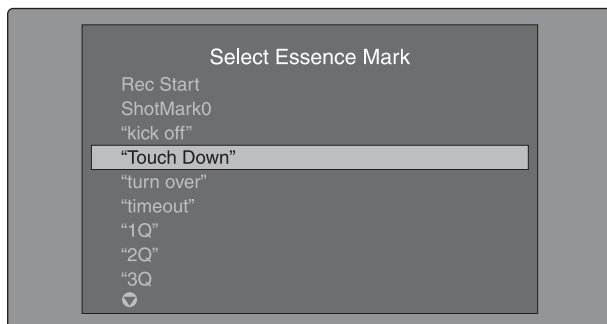 Select Essence Mark
Rec Start
ShotMark0
“kick off”
“Touch Down”
“turn over”
“timeout”
“1Q”
“2Q”
“3Q